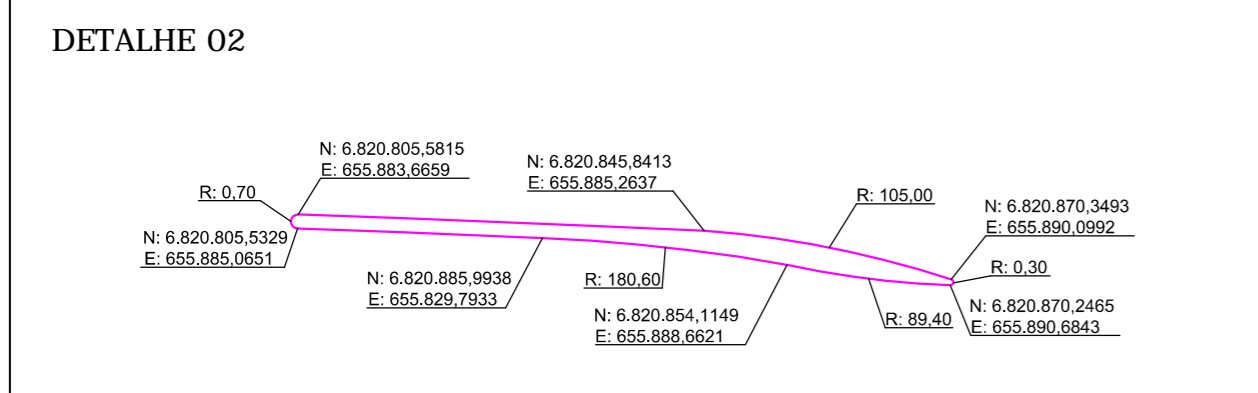 DETALHE 02
N: 6.820.805,5815
E: 655.883,6659
R: 0,70
N: 6.820.805,5329
E: 655.885,0651
N: 6.820.845,8413
E: 655.885,2637
R: 105,00
N: 6.820.870,3493
E: 655.890,0992
R: 0,30
N: 6.820.885,9938
E: 655.829,7933
R: 180,60
N: 6.820.854,1149
E: 655.888,6621
R: 89,40
N: 6.820.870,2465
E: 655.890,6843